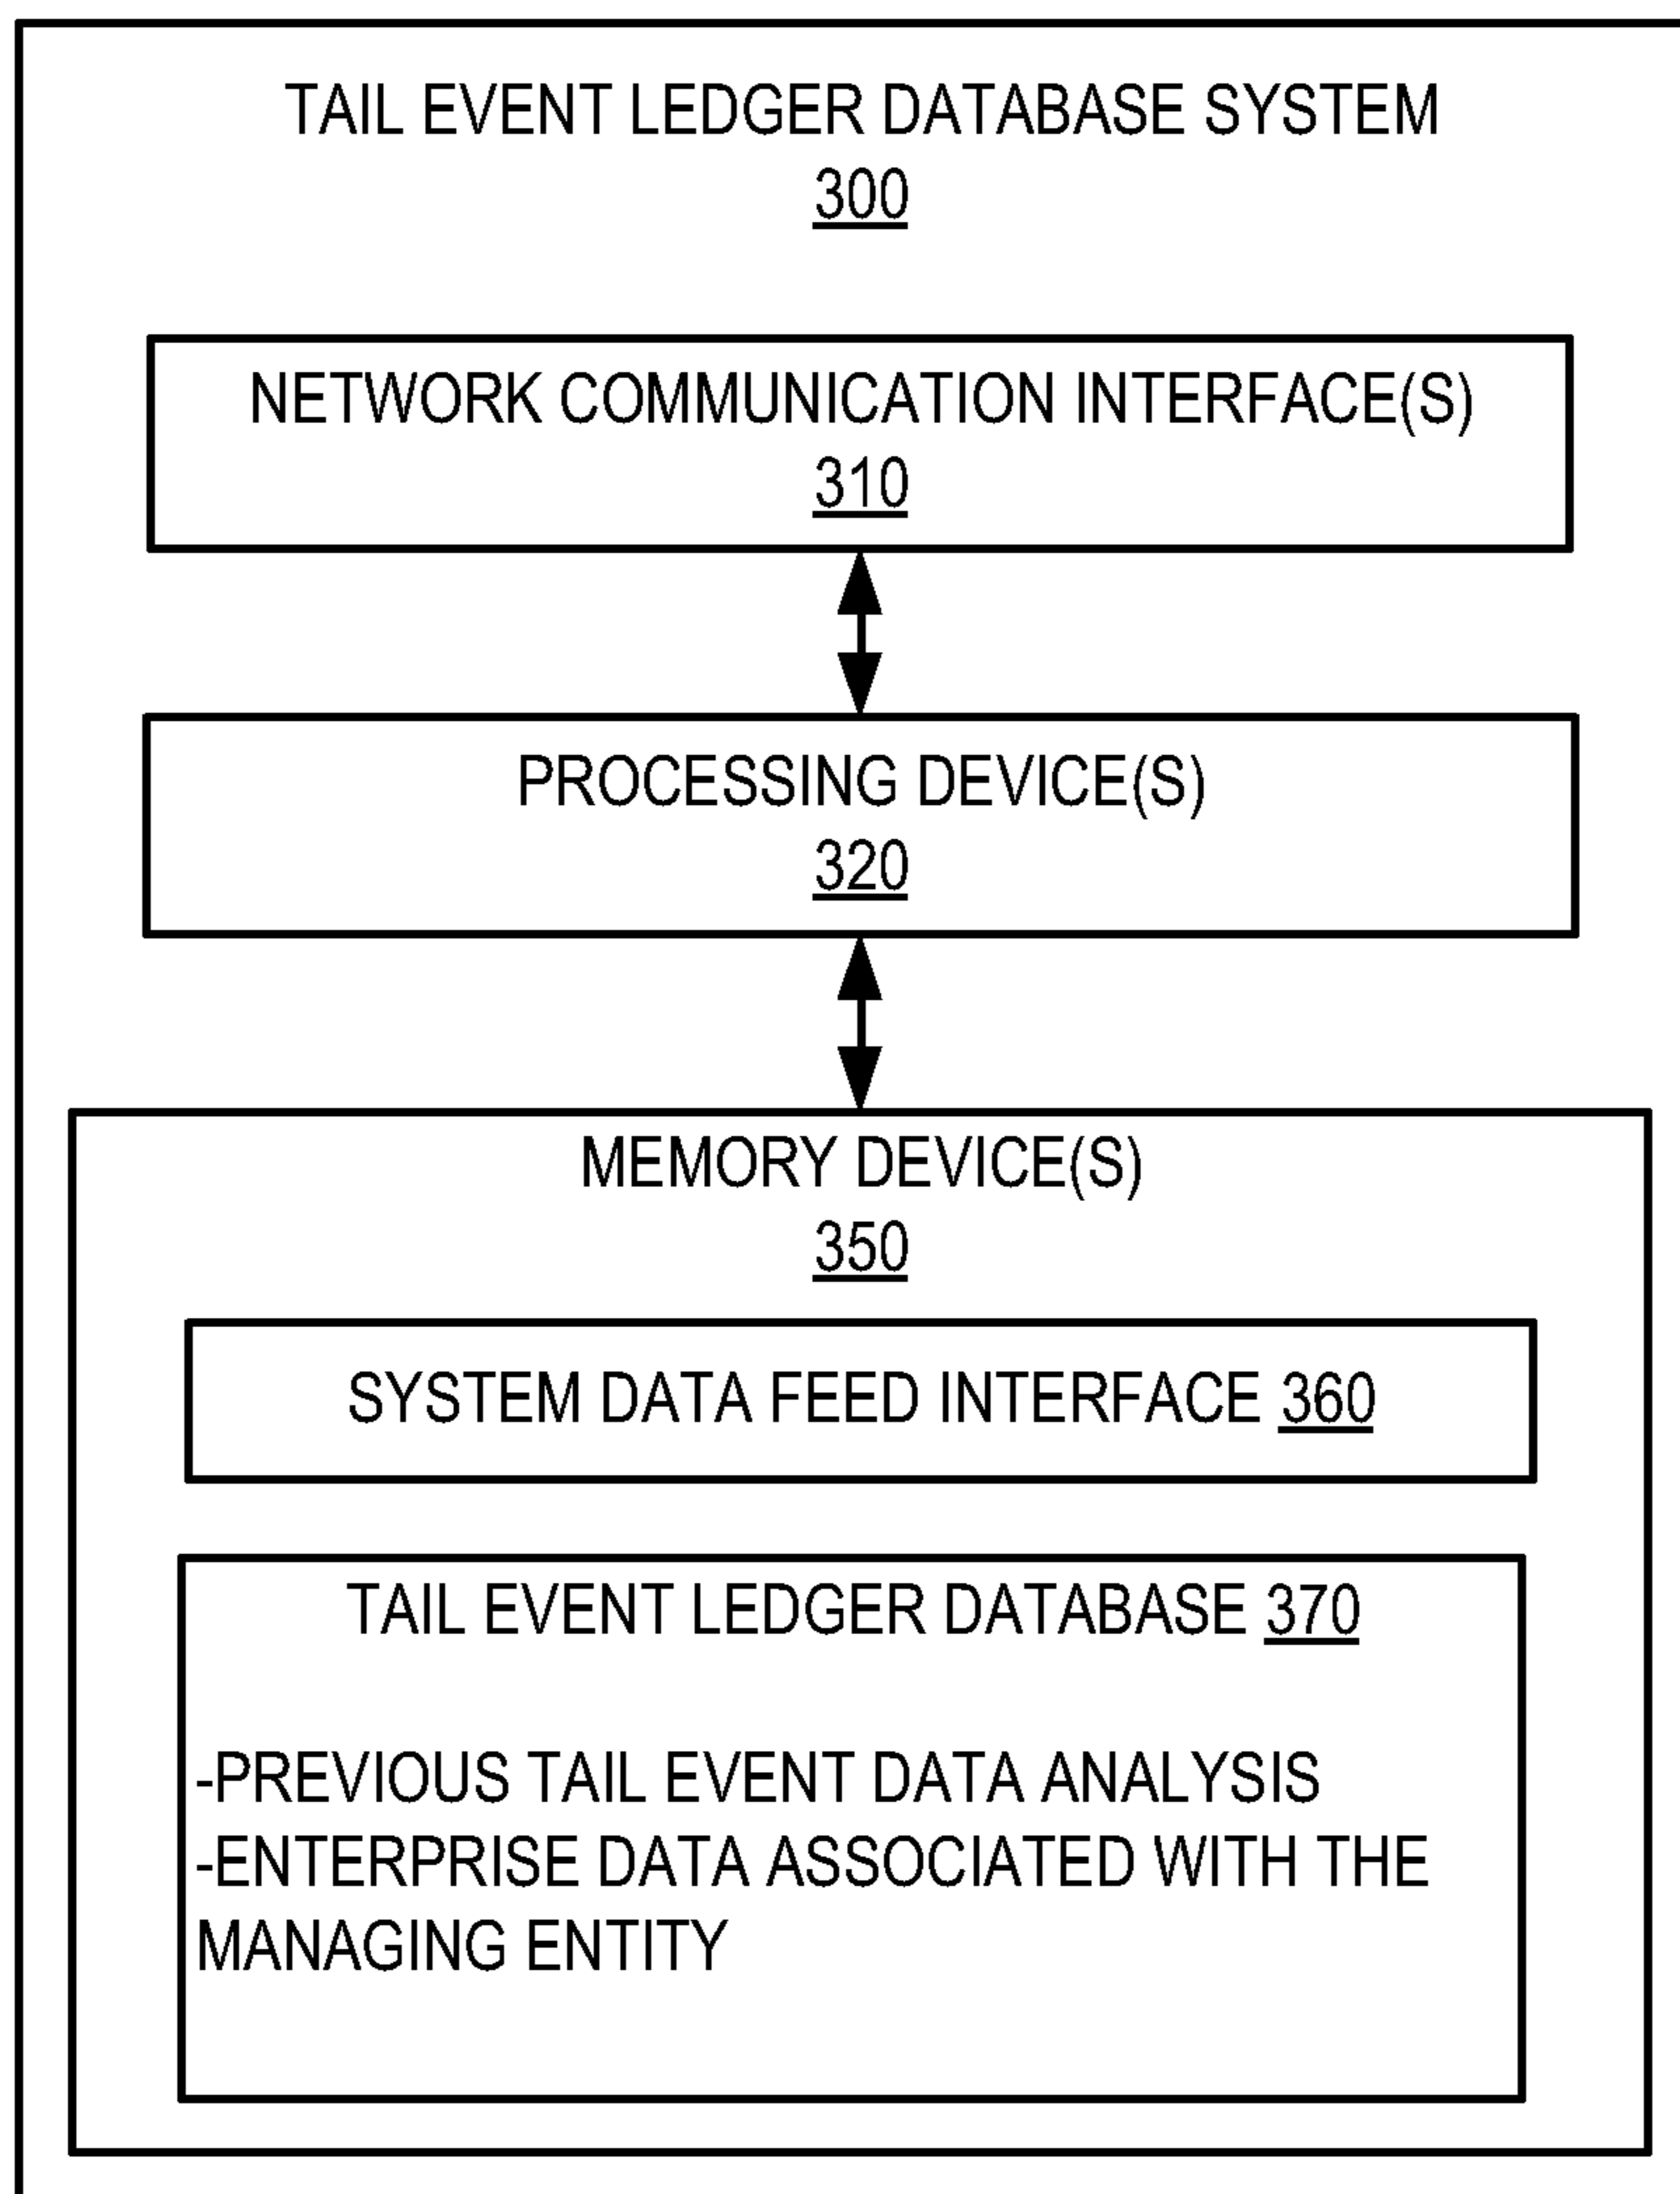 TAIL EVENT LEDGER DATABASE SYSTEM
300
NETWORK COMMUNICATION INTERFACE(S)
310
PROCESSING DEVICE(S)
320
MEMORY DEVICE(S)
350
SYSTEM DATA FEED INTERFACE 360
TAIL EVENT LEDGER DATABASE 370
-PREVIOUS TAIL EVENT DATA ANALYSIS
-ENTERPRISE DATA ASSOCIATED WITH THE
MANAGING ENTITY